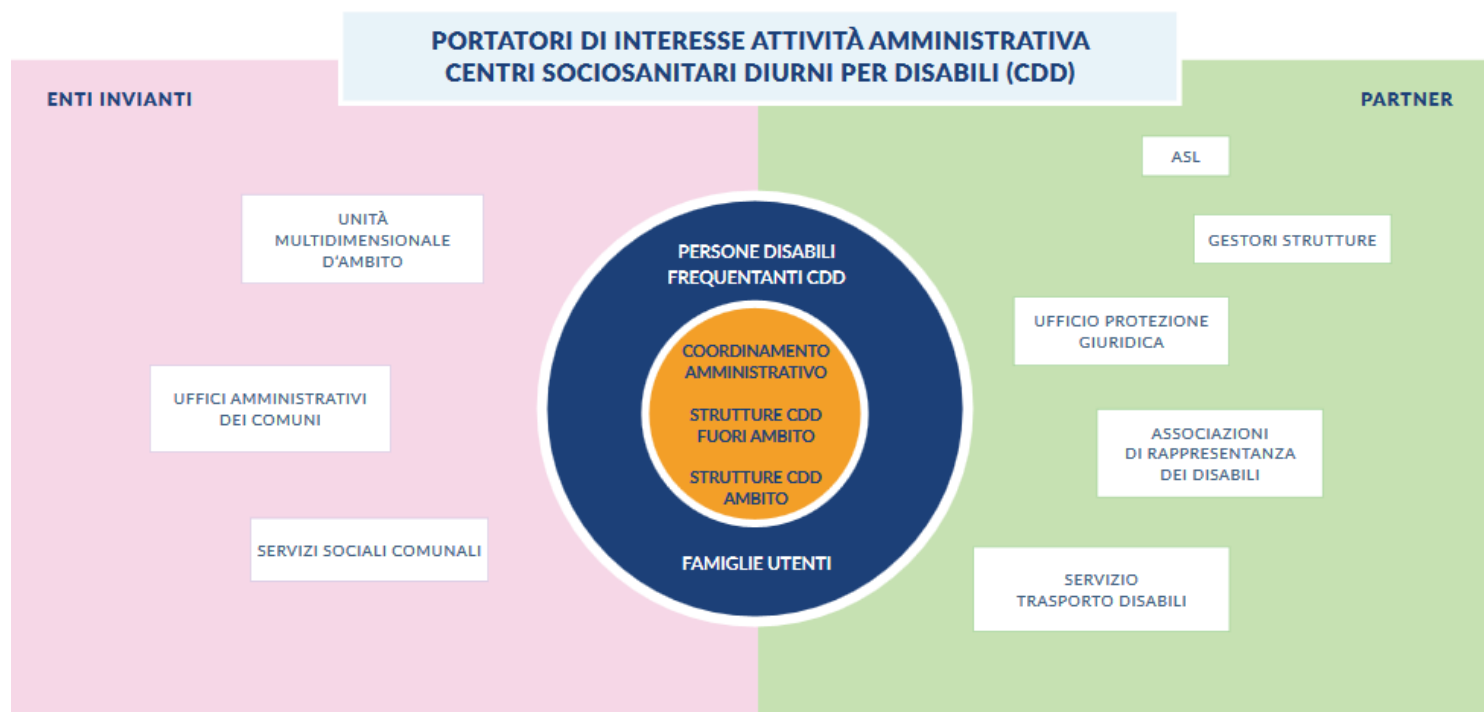 PORTATORI DI INTERESSE ATTIVITÀ AMMINISTRATIVA
CENTRI SOCIOSANITARI DIURNI PER DISABILI (CDD)
ENTI INVIANTI
UNITÀ
MULTIDIMENSIONALE
D'AMBITO
UFFICI AMMINISTRATIVI
DEI COMUNI
SERVIZI SOCIALI COMUNALI
PERSONE DISABILI
FREQUENTANTI CDD
COORDINAMENTO
AMMINISTRATIVO
STRUTTURE CDD
FUORI AMBITO
STRUTTURE CDD
AMBITO
FAMIGLIE UTENTI
PARTNER
ASL
GESTORI STRUTTURE
UFFICIO PROTEZIONE
GIURIDICA
ASSOCIAZIONI
DI RAPPRESENTANZA
DEI DISABILI
SERVIZIO
TRASPORTO DISABILI